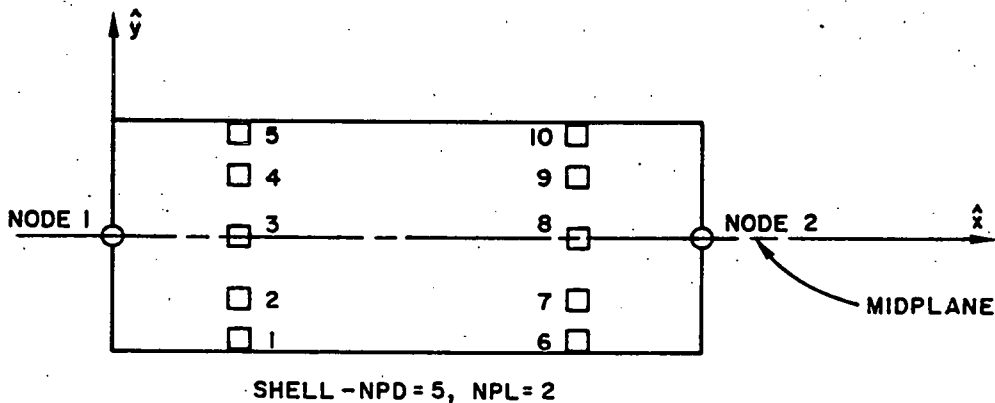 ŷ
5
10
4
9
NODE 1
3
8
NODE 2
x̂
2
7
MIDPLANE
1
6
SHELL-NPD=5, NPL=2